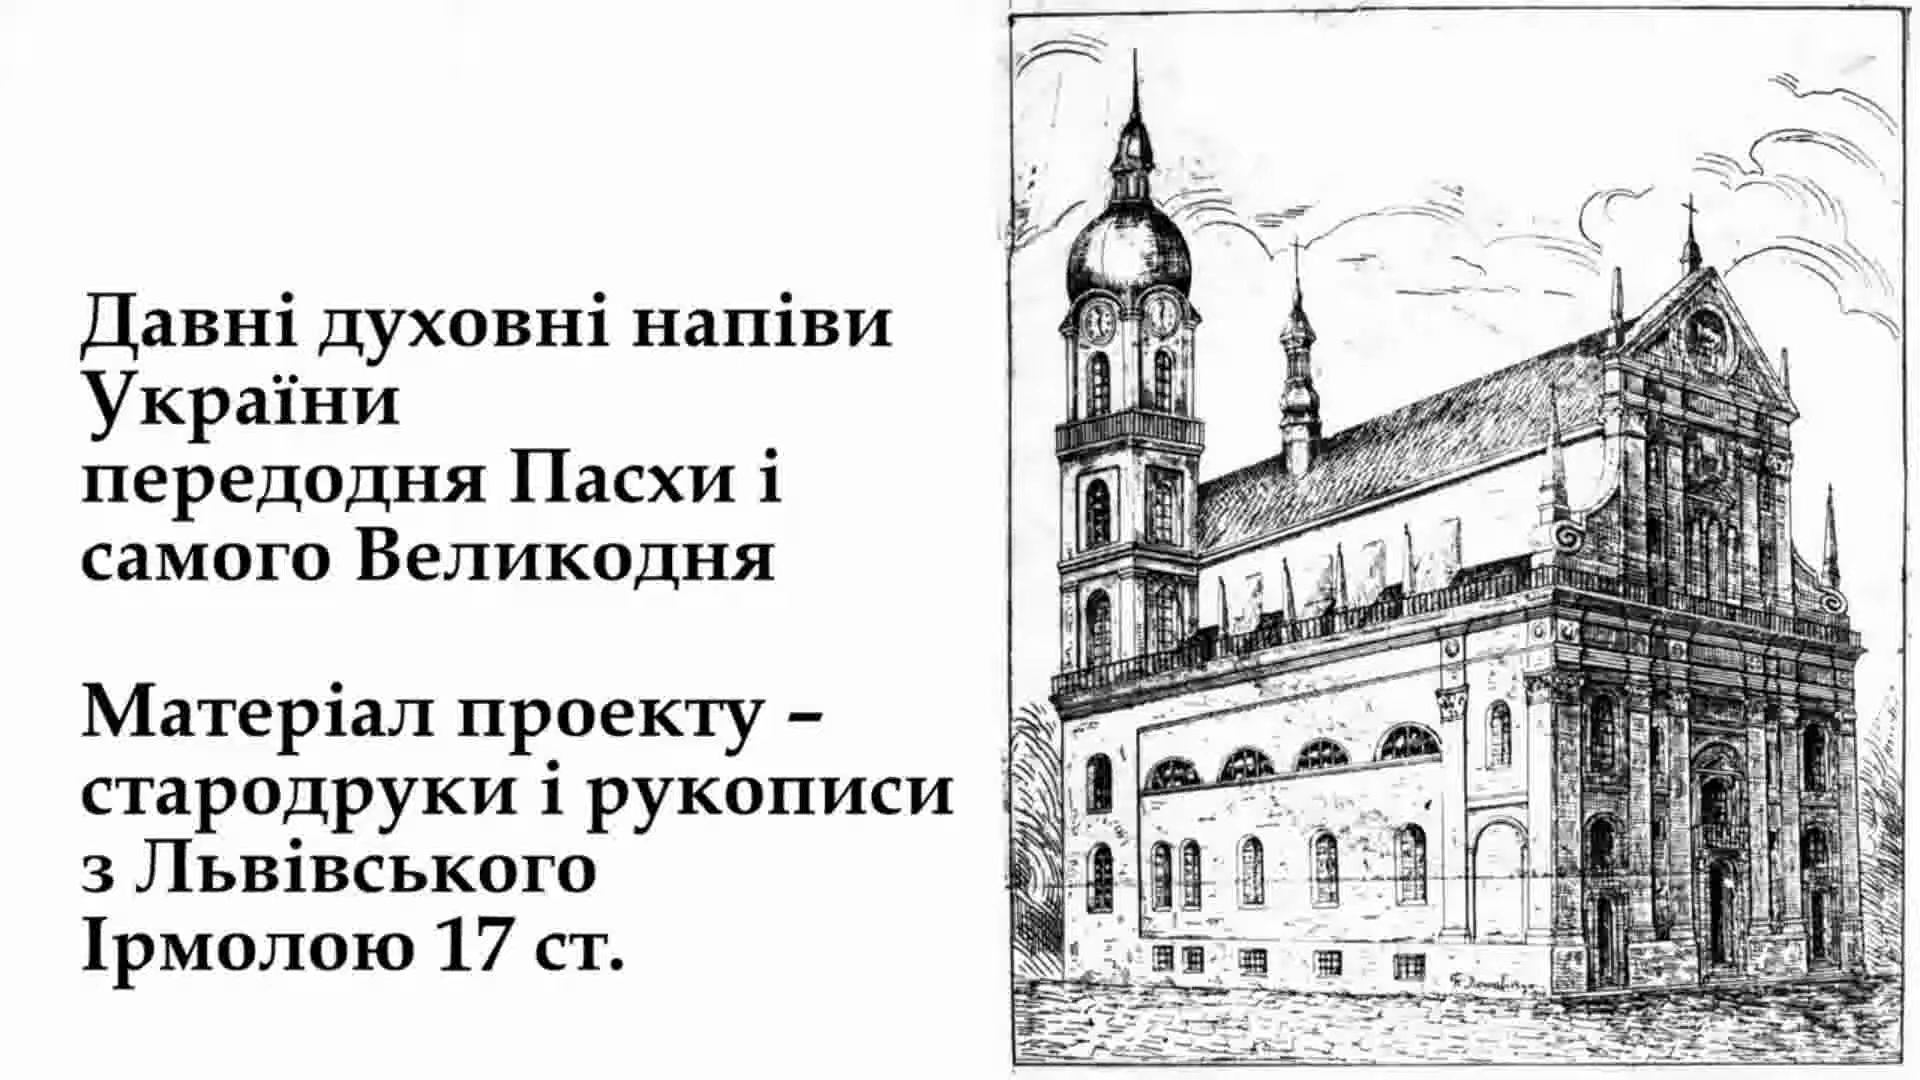 Давні духовні напіви
України
передодня Пасхи і
самого Великодня
Матеріал проекту –
стародруки і рукописи
з Львівського
Ірмолою 17 ст.